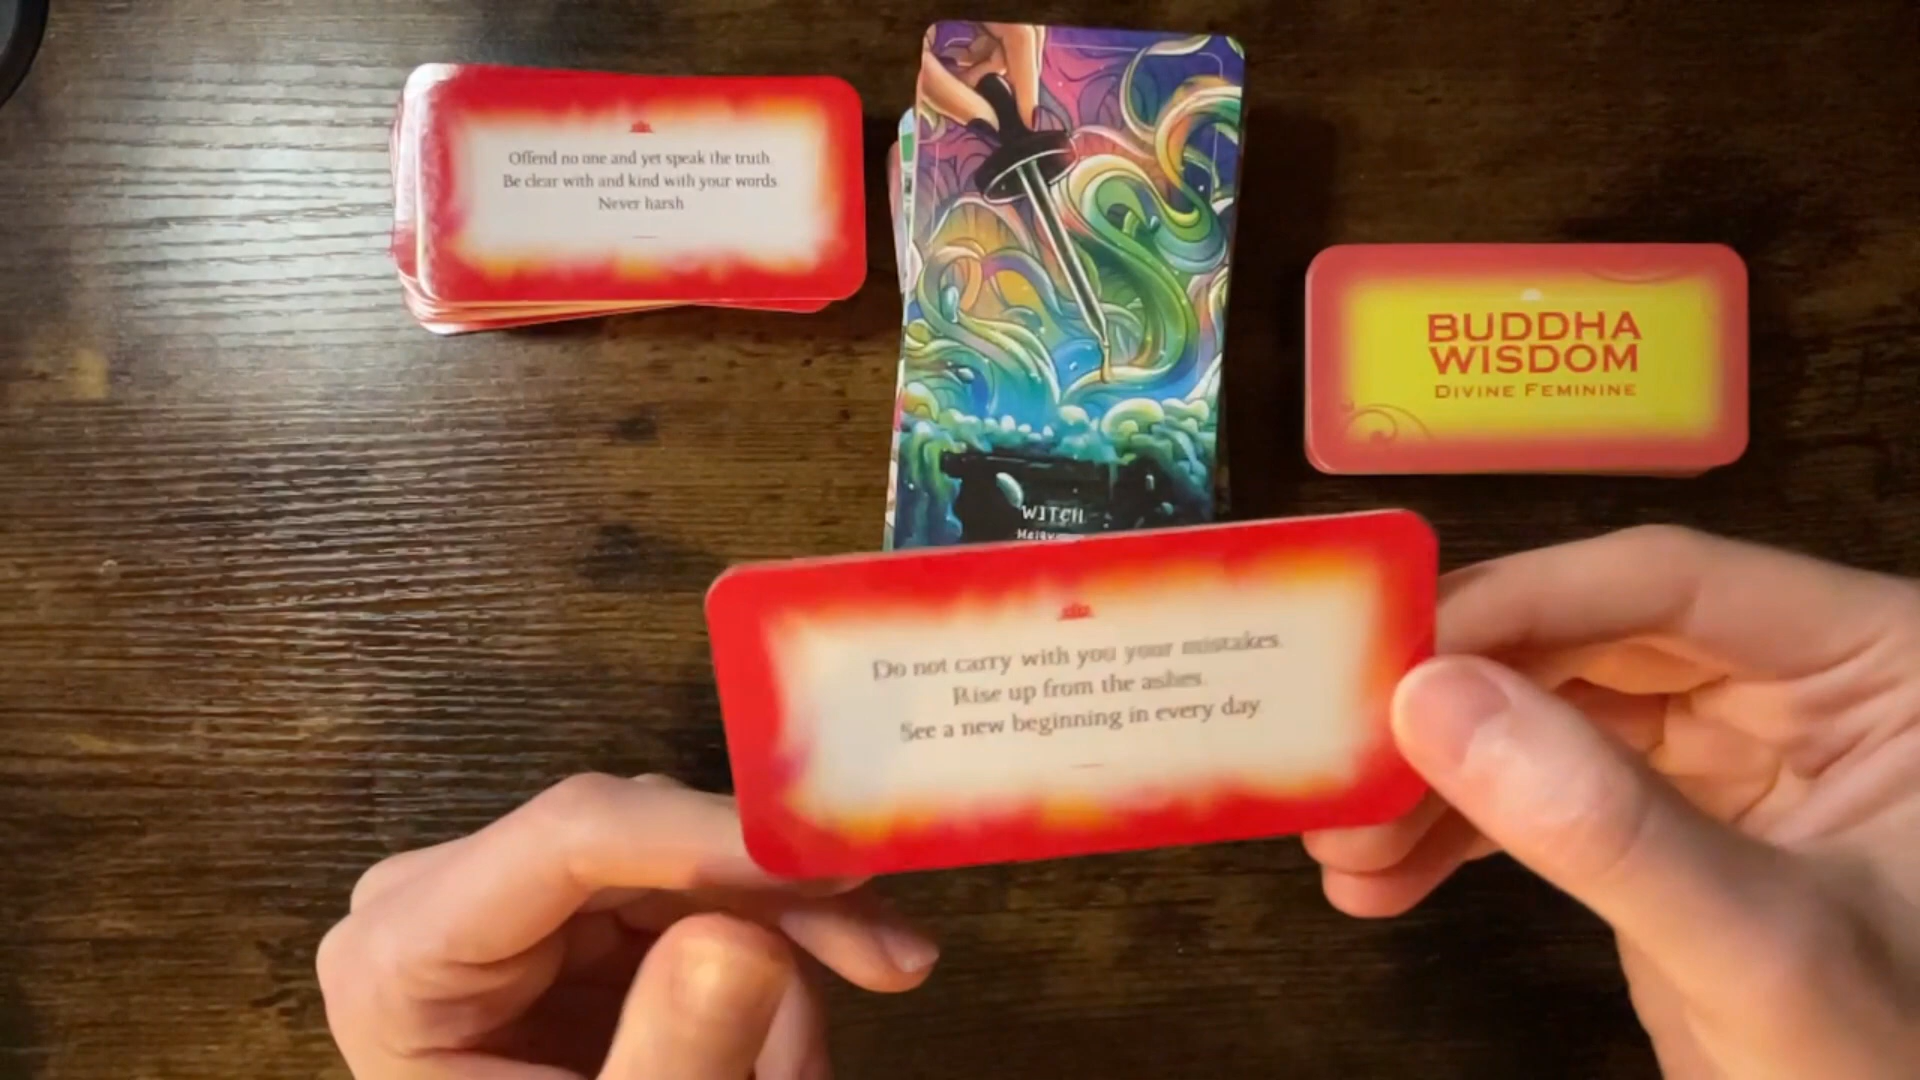 Offend no one and yet speak the truth
Be clear with and kind with your words
Never harsh
BUDDHA
WISDOM
DIVINE FEMININE
WITCH
Do not carry with you your mistakes.
Rise up from the ashes.
See a new beginning in every day